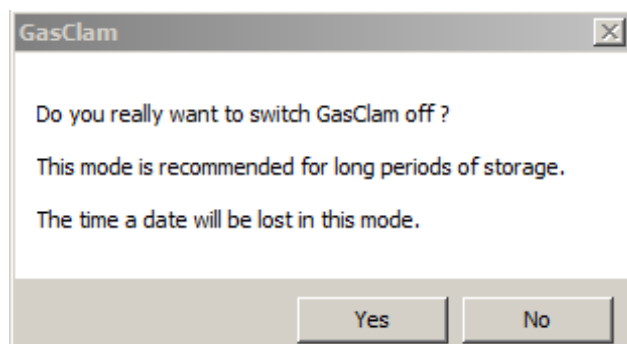 GasClam
Do you really want to switch GasClam off ?
This mode is recommended for long periods of storage.
The time a date will be lost in this mode.
Yes
No